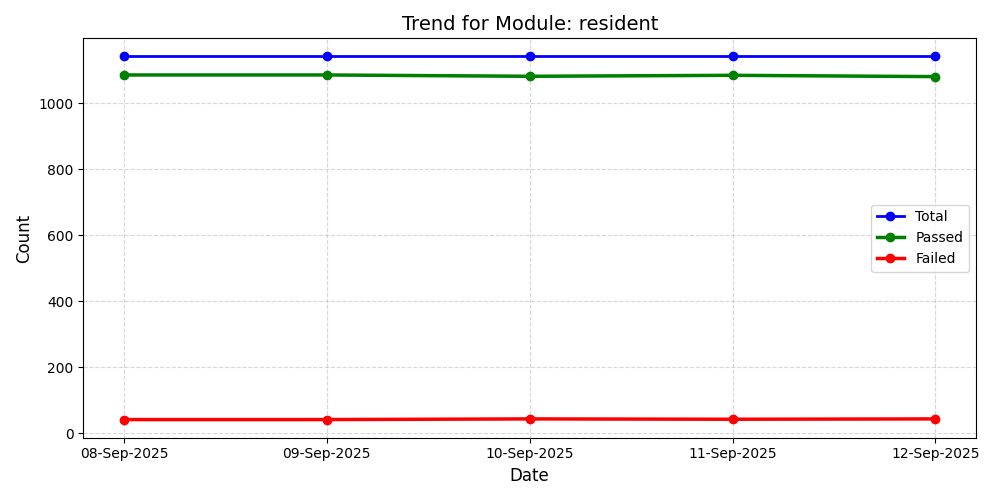 Trend for Module: resident
Count
1000
800
600
400
200
0
Total
Passed
Failed
08-Sep-2025
09-Sep-2025
10-Sep-2025
11-Sep-2025
12-Sep-2025
Date